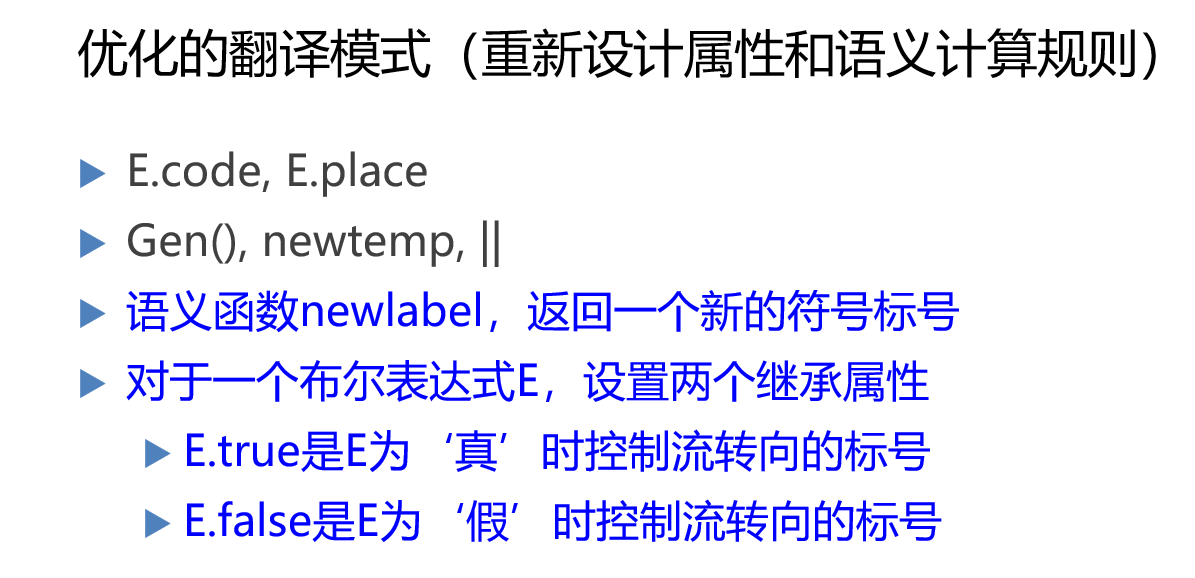 优化的翻译模式（重新设计属性和语义计算规则）
E.code, E.place
Gen(), newtemp, ||
语义函数newlabel，返回一个新的符号标号
对于一个布尔表达式E，设置两个继承属性
E.true是E为‘真’时控制流转向的标号
E.false是E为‘假’时控制流转向的标号